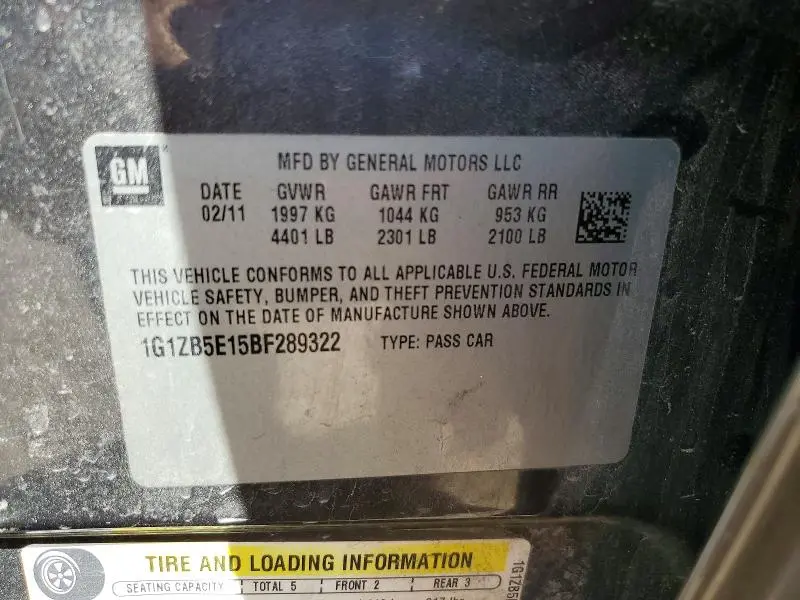 GM
MFD BY GENERAL MOTORS LLC
DATE GVWR GAWR FRT GAWR RR
02/11 1997 KG 1044 KG 953 KG
4401 LB 2301 LB 2100 LB
THIS VEHICLE CONFORMS TO ALL APPLICABLE U.S. FEDERAL MOTOR
VEHICLE SAFETY, BUMPER, AND THEFT PREVENTION STANDARDS IN
EFFECT ON THE DATE OF MANUFACTURE SHOWN ABOVE.
1G1ZB5E15BF289322 TYPE: PASS CAR
TIRE AND LOADING INFORMATION
SEATING CAPACITY TOTAL 5 FRONT 2 REAR 3
1G1ZB5